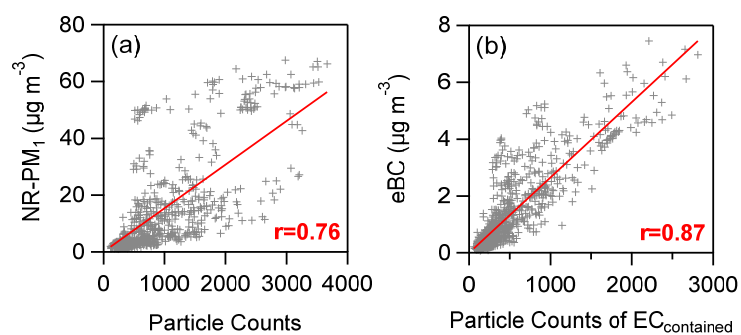 (a)
NR-PM1 (µg m−3)
80
60
40
20
0
0 1000 2000 3000 4000
Particle Counts
r=0.76
(b)
eBC (µg m−3)
8
6
4
2
0
0 1000 2000 3000
Particle Counts of ECcontained
r=0.87